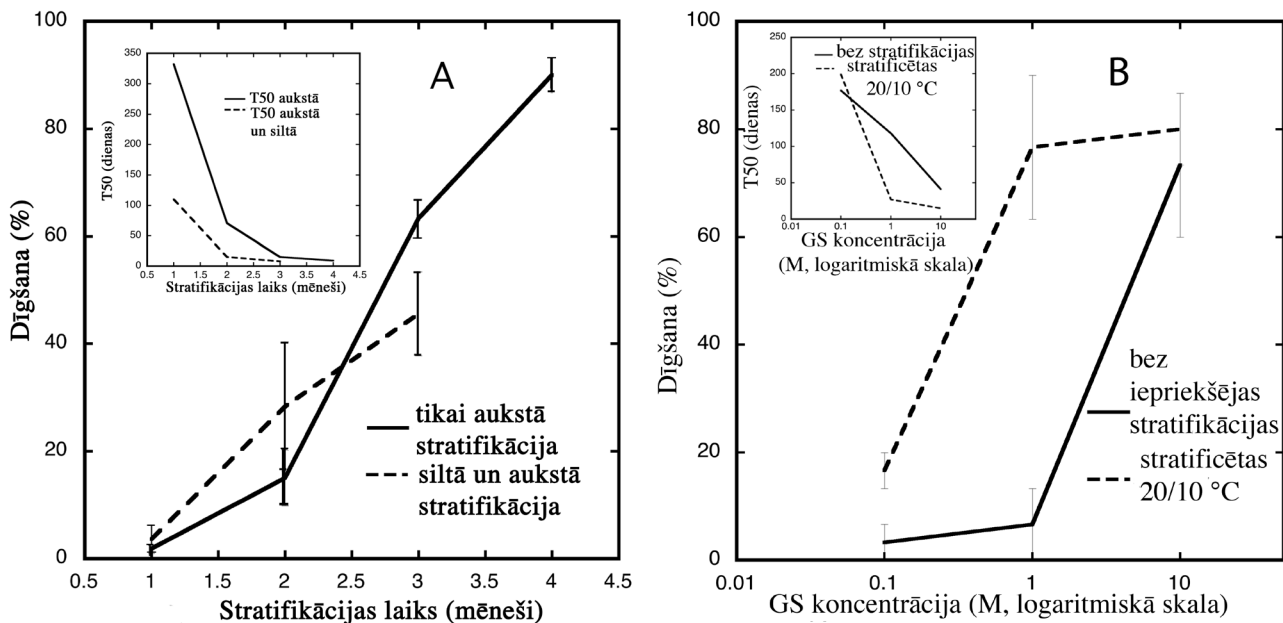 100
80
60
40
20
0
Dīgšana (%)
0.5
1
1.5
2
2.5
3
3.5
4
4.5
Stratifikācijas laiks (mēneši)
A
350
300
250
200
150
100
50
0
T50 (dienas)
T50 aukstā
T50 aukstā
un siltā
0.5
1
1.5
2
2.5
3
3.5
4
4.5
Stratifikācijas laiks (mēneši)
tikai aukstā
stratifikācija
siltā un aukstā
stratifikācija
100
80
60
40
20
0
Dīgšana (%)
0.01
0.1
1
10
GS koncentrācija (M, logaritmiskā skala)
B
250
200
150
100
50
0
T50 (dienas)
bez stratifikācijas
stratificētas
20/10 °C
0.01
0.1
1
10
GS koncentrācija
(M, logaritmiskā skala)
bez
iepriekšējas
stratifikācijas
stratificētas
20/10 °C